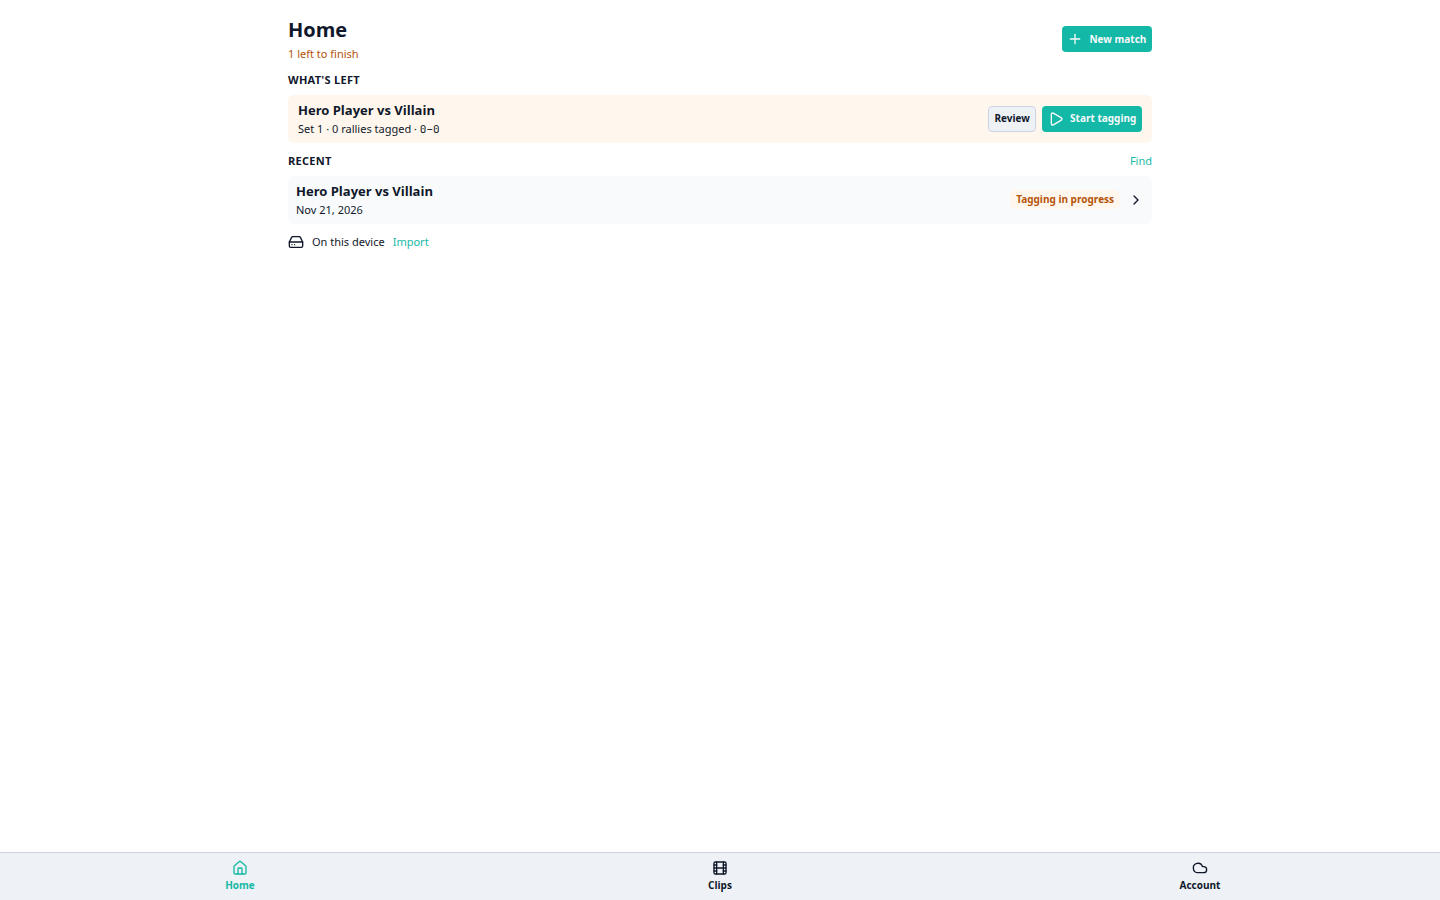 Home
1 left to finish
New match
WHAT'S LEFT
Hero Player vs Villain
Set 1 · 0 rallies tagged · 0–0
Review
Start tagging
RECENT
Find
Hero Player vs Villain
Nov 21, 2026
Tagging in progress
On this device Import
Home
Clips
Account